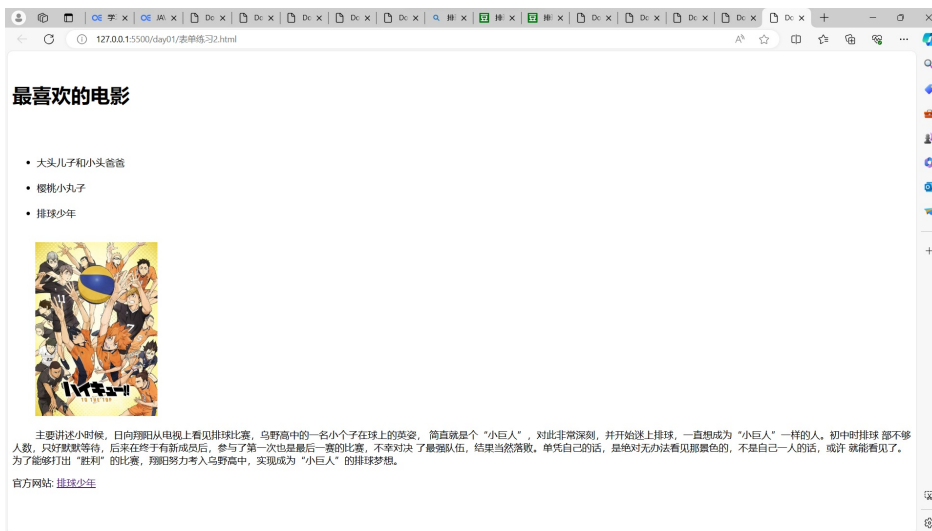 127.0.0.1:5500/day01/表单练习2.html
最喜欢的电影
大头儿子和小头爸爸
樱桃小丸子
排球少年
11
7
ハイキュー!!
TO THE TOP
主要讲述小时候，日向翔阳从电视上看见排球比赛，乌野高中的一名小个子在球上的英姿， 简直就是个“小巨人”，对此非常深刻，并开始迷上排球，一直想成为“小巨人”一样的人。初中时排球 部不够
人数，只好默默等待，后来在终于有新成员后，参与了第一次也是最后一赛的比赛，不幸对决 了最强队伍，结果当然落败。单凭自己的话，是绝对无办法看见那景色的，不是自己一人的话，或许 就能看见了。
为了能够打出“胜利”的比赛，翔阳努力考入乌野高中，实现成为“小巨人”的排球梦想。
官方网站: 排球少年